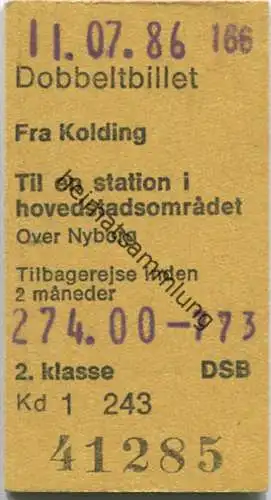 11.07.86 166
Dobbeltbillet
Fra Kolding
Til en station i
hovedstadsområdet
Over Nyborg
Tilbagerejse inden
2 måneder
274.00-173
2. klasse DSB
Kd 1 243
41285
heimatsammlung